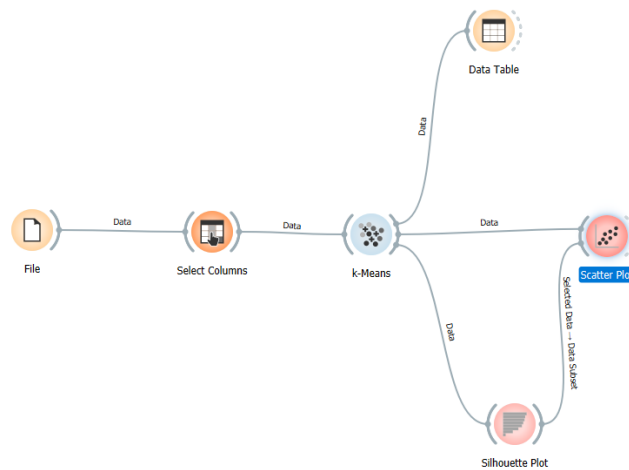 Data Table
Data
Data
Data
Data
File
Select Columns
k-Means
Scatter Plo
Data
Selected Data → Data Subset
Silhouette Plot